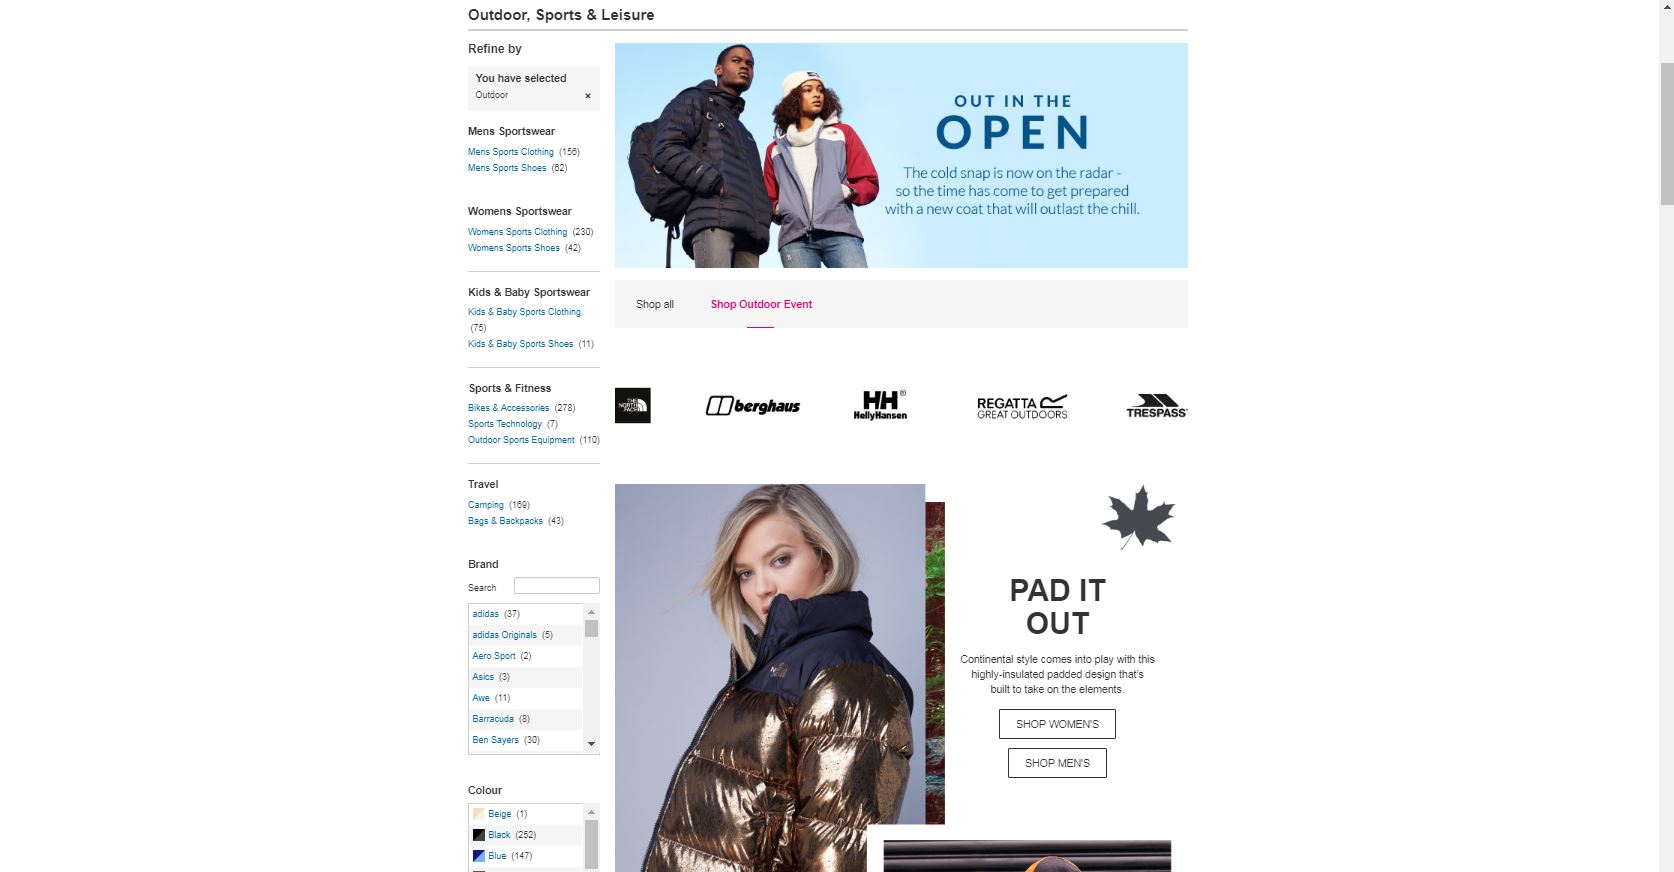 Outdoor, Sports & Leisure
Refine by
You have selected
Outdoor ×
Mens Sportswear
Mens Sports Clothing (156)
Mens Sports Shoes (62)
Womens Sportswear
Womens Sports Clothing (230)
Womens Sports Shoes (42)
Kids & Baby Sportswear
Kids & Baby Sports Clothing
(75)
Kids & Baby Sports Shoes (11)
Sports & Fitness
Bikes & Accessories (278)
Sports Technology (7)
Outdoor Sports Equipment (110)
Travel
Camping (169)
Bags & Backpacks (43)
Brand
Search
adidas (37)
adidas Originals (5)
Aero Sport (2)
Asics (3)
Awe (11)
Barracuda (8)
Ben Sayers (30)
Colour
Beige (1)
Black (252)
Blue (147)
OUT IN THE
OPEN
The cold snap is now on the radar -
so the time has come to get prepared
with a new coat that will outlast the chill.
Shop all
Shop Outdoor Event
THE
NORTH
FACE
berghaus
HH®
HellyHansen
REGATTA
GREAT OUTDOORS
TRESPASS
PAD IT
OUT
Continental style comes into play with this
highly-insulated padded design that's
built to take on the elements.
SHOP WOMEN'S
SHOP MEN'S